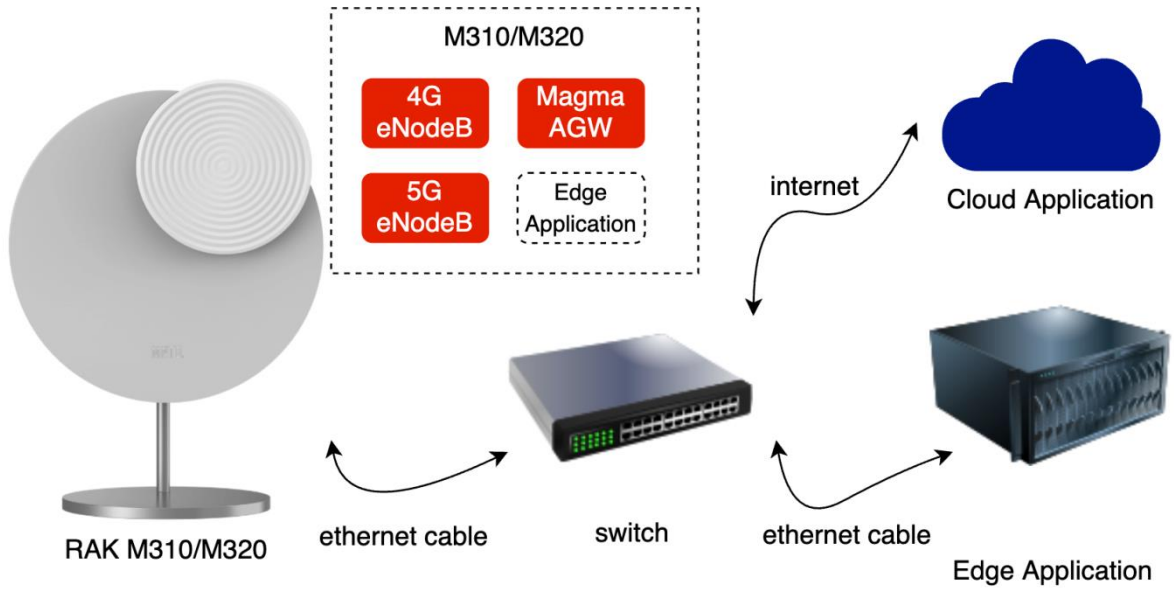 M310/M320
4G
eNodeB
Magma
AGW
5G
eNodeB
Edge
Application
internet
Cloud Application
ethernet cable
switch
ethernet cable
RAK M310/M320
Edge Application